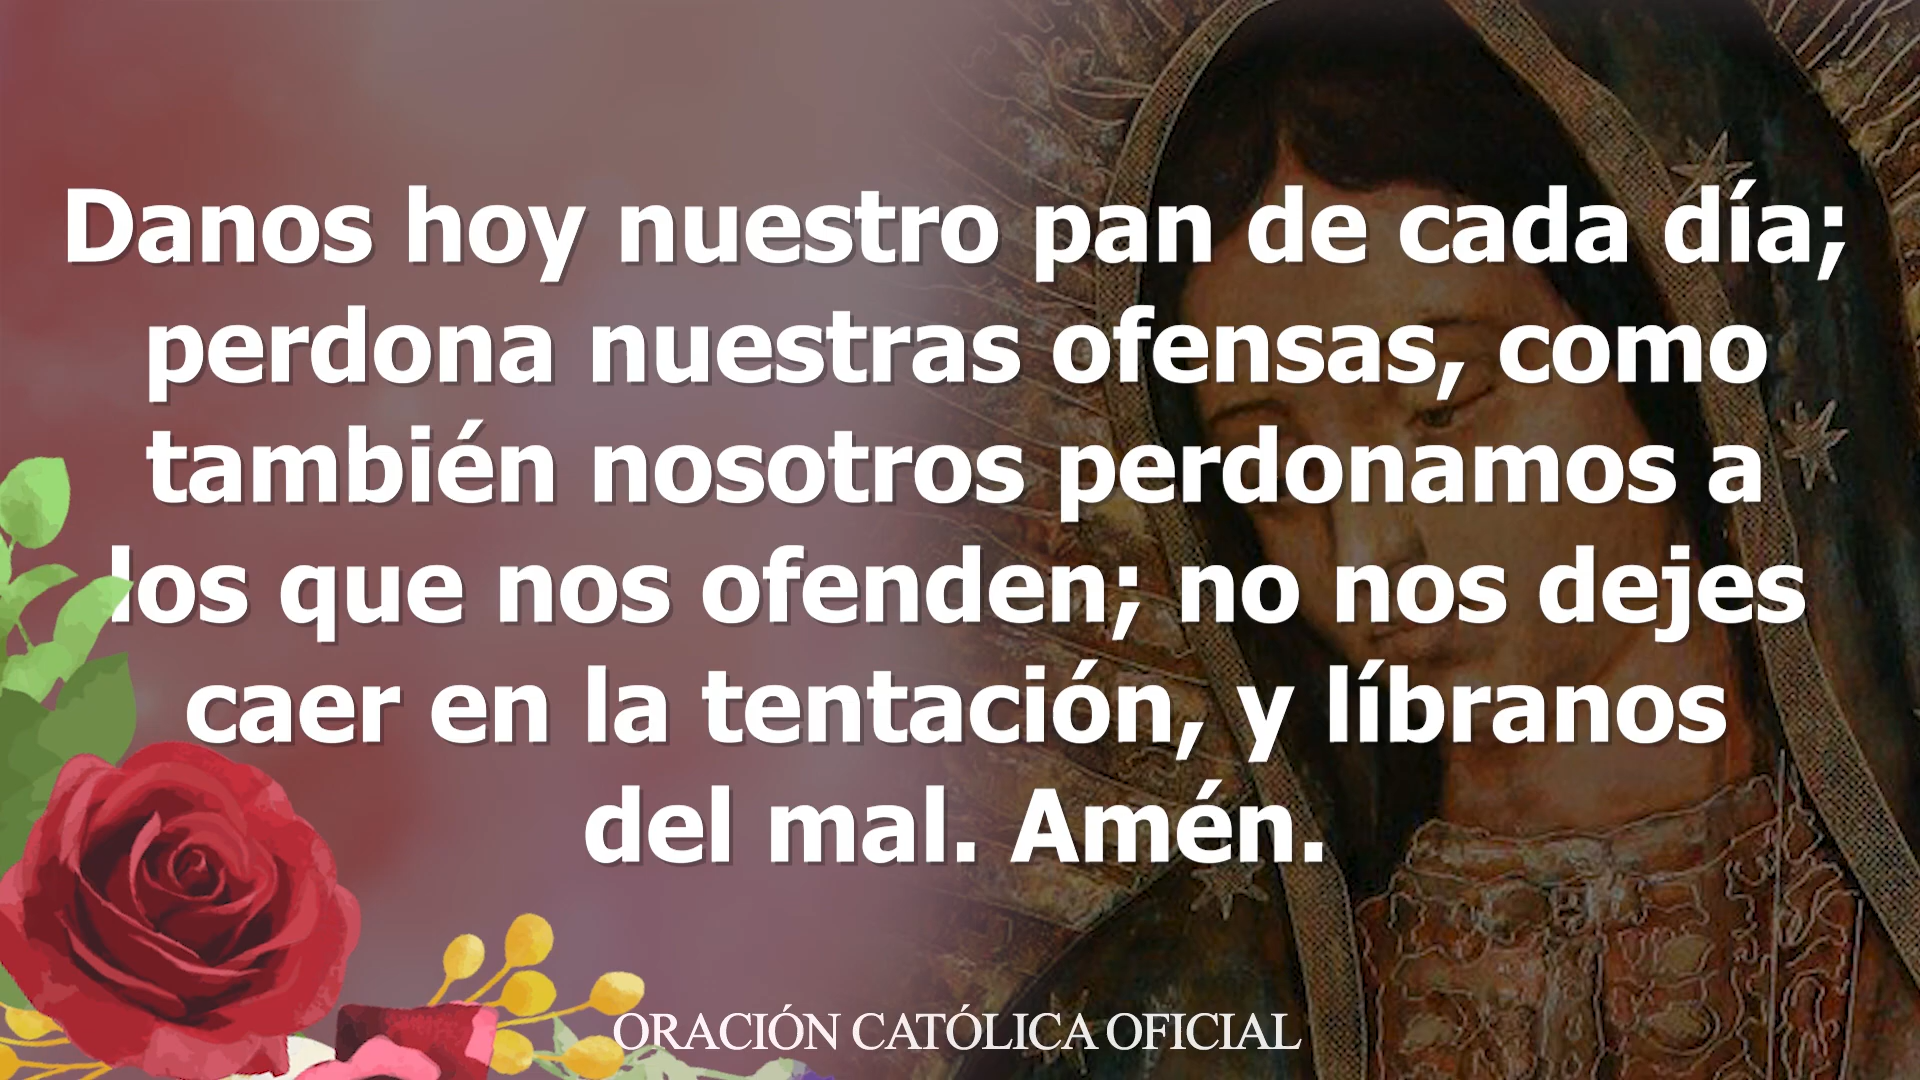 Danos hoy nuestro pan de cada día;
perdona nuestras ofensas, como
también nosotros perdonamos a
los que nos ofenden; no nos dejes
caer en la tentación, y líbranos
del mal. Amén.
ORACIÓN CATÓLICA OFICIAL